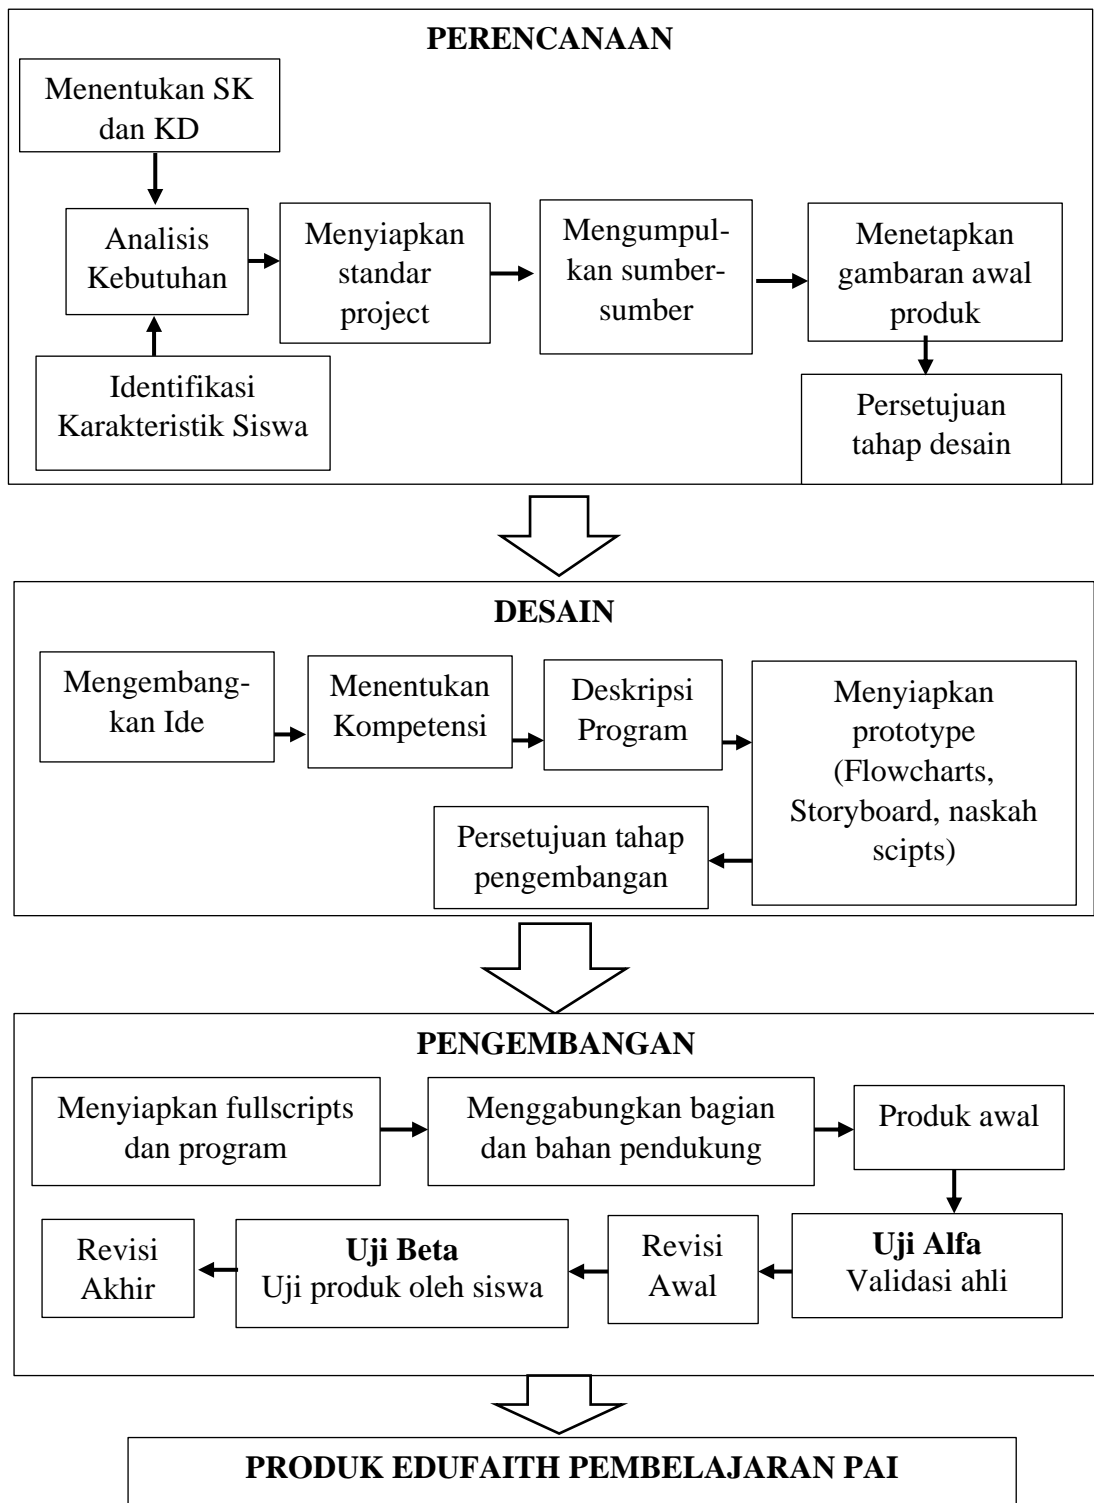 PERENCANAAN
Menentukan SK
dan KD
Analisis
Kebutuhan
Identifikasi
Karakteristik Siswa
Menyiapkan
standar
project
Mengumpul-
kan sumber-
sumber
Menetapkan
gambaran awal
produk
Persetujuan
tahap desain
DESAIN
Mengembang-
kan Ide
Menentukan
Kompetensi
Deskripsi
Program
Menyiapkan
prototype
(Flowcharts,
Storyboard, naskah
scipts)
Persetujuan tahap
pengembangan
PENGEMBANGAN
Menyiapkan fullscripts
dan program
Menggabungkan bagian
dan bahan pendukung
Produk awal
Uji Alfa
Validasi ahli
Revisi
Awal
Uji Beta
Uji produk oleh siswa
Revisi
Akhir
PRODUK EDUFAITH PEMBELAJARAN PAI